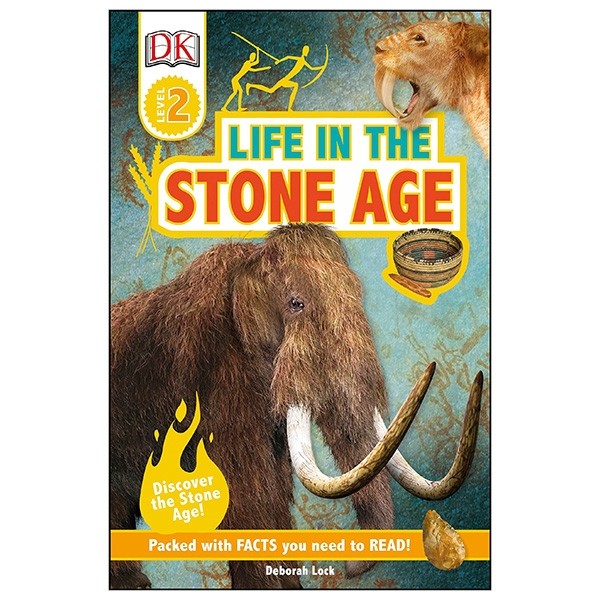 DK
LEVEL 2
LIFE IN THE
STONE AGE
Discover
the Stone
Age!
Packed with FACTS you need to READ!
Deborah Lock